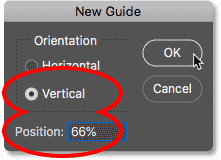 New Guide
Orientation
Horizontal
Vertical
Position: 66%
OK
Cancel